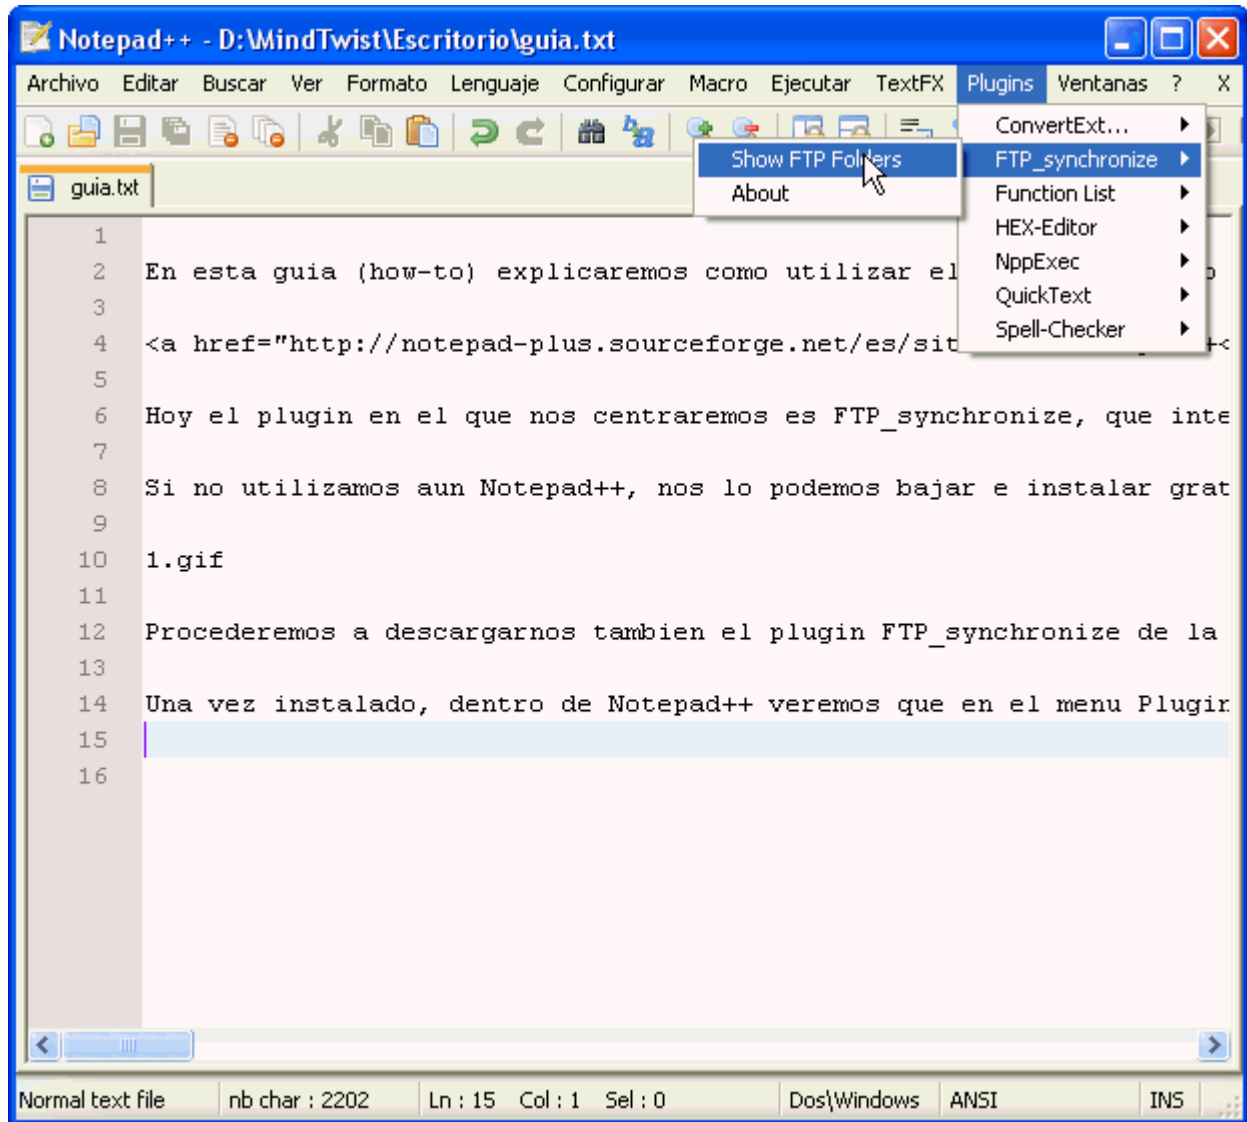 Notepad++ - D:\MindTwist\Escritorio\guia.txt
Archivo Editar Buscar Ver Formato Lenguaje Configurar Macro Ejecutar TextFX Plugins Ventanas ? X
ConvertExt...
Show FTP Folders FTP_synchronize
About Function List
HEX-Editor
NppExec
QuickText
Spell-Checker
guia.txt
1
2 En esta guia (how-to) explicaremos como utilizar el
3
4 <a href="http://notepad-plus.sourceforge.net/es/sit
5
6 Hoy el plugin en el que nos centraremos es FTP_synchronize, que inte
7
8 Si no utilizamos aun Notepad++, nos lo podemos bajar e instalar grat
9
10 1.gif
11
12 Procederemos a descargarnos tambien el plugin FTP_synchronize de la
13
14 Una vez instalado, dentro de Notepad++ veremos que en el menu Plugin
15
16
Normal text file nb char : 2202 Ln : 15 Col : 1 Sel : 0 Dos\Windows ANSI INS